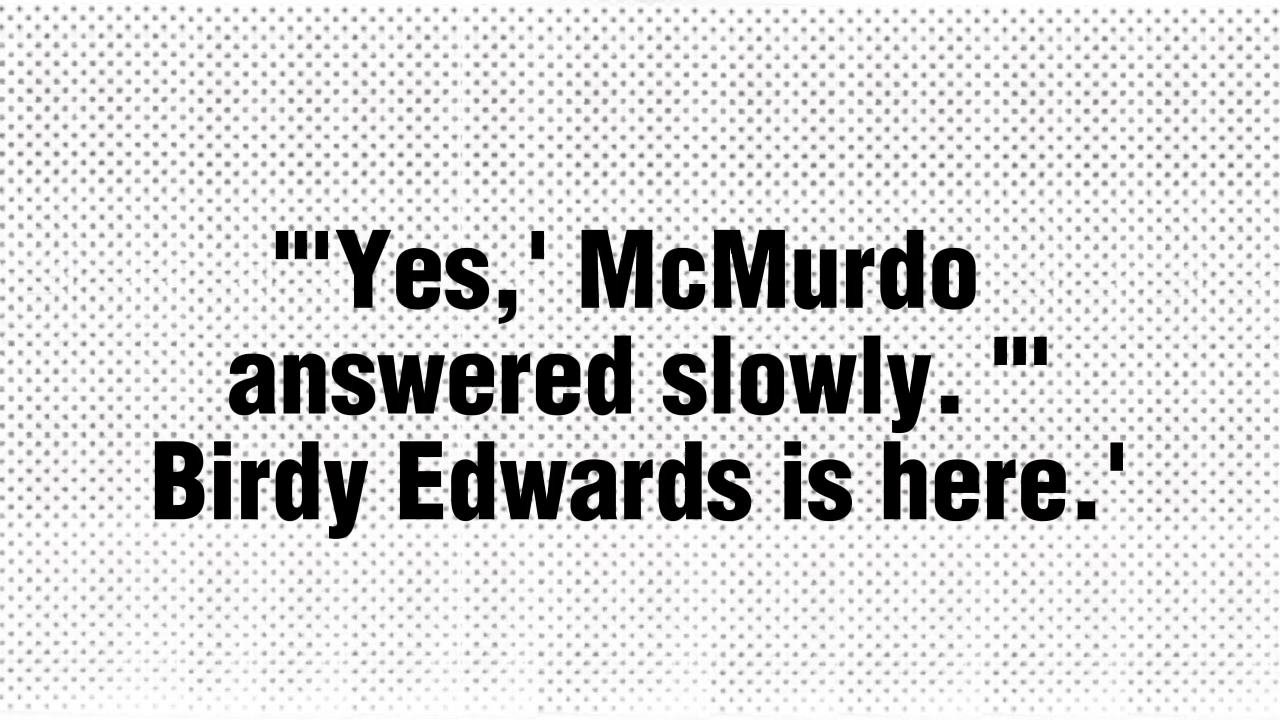 "'Yes,' McMurdo
answered slowly.  "'
Birdy Edwards is here.'